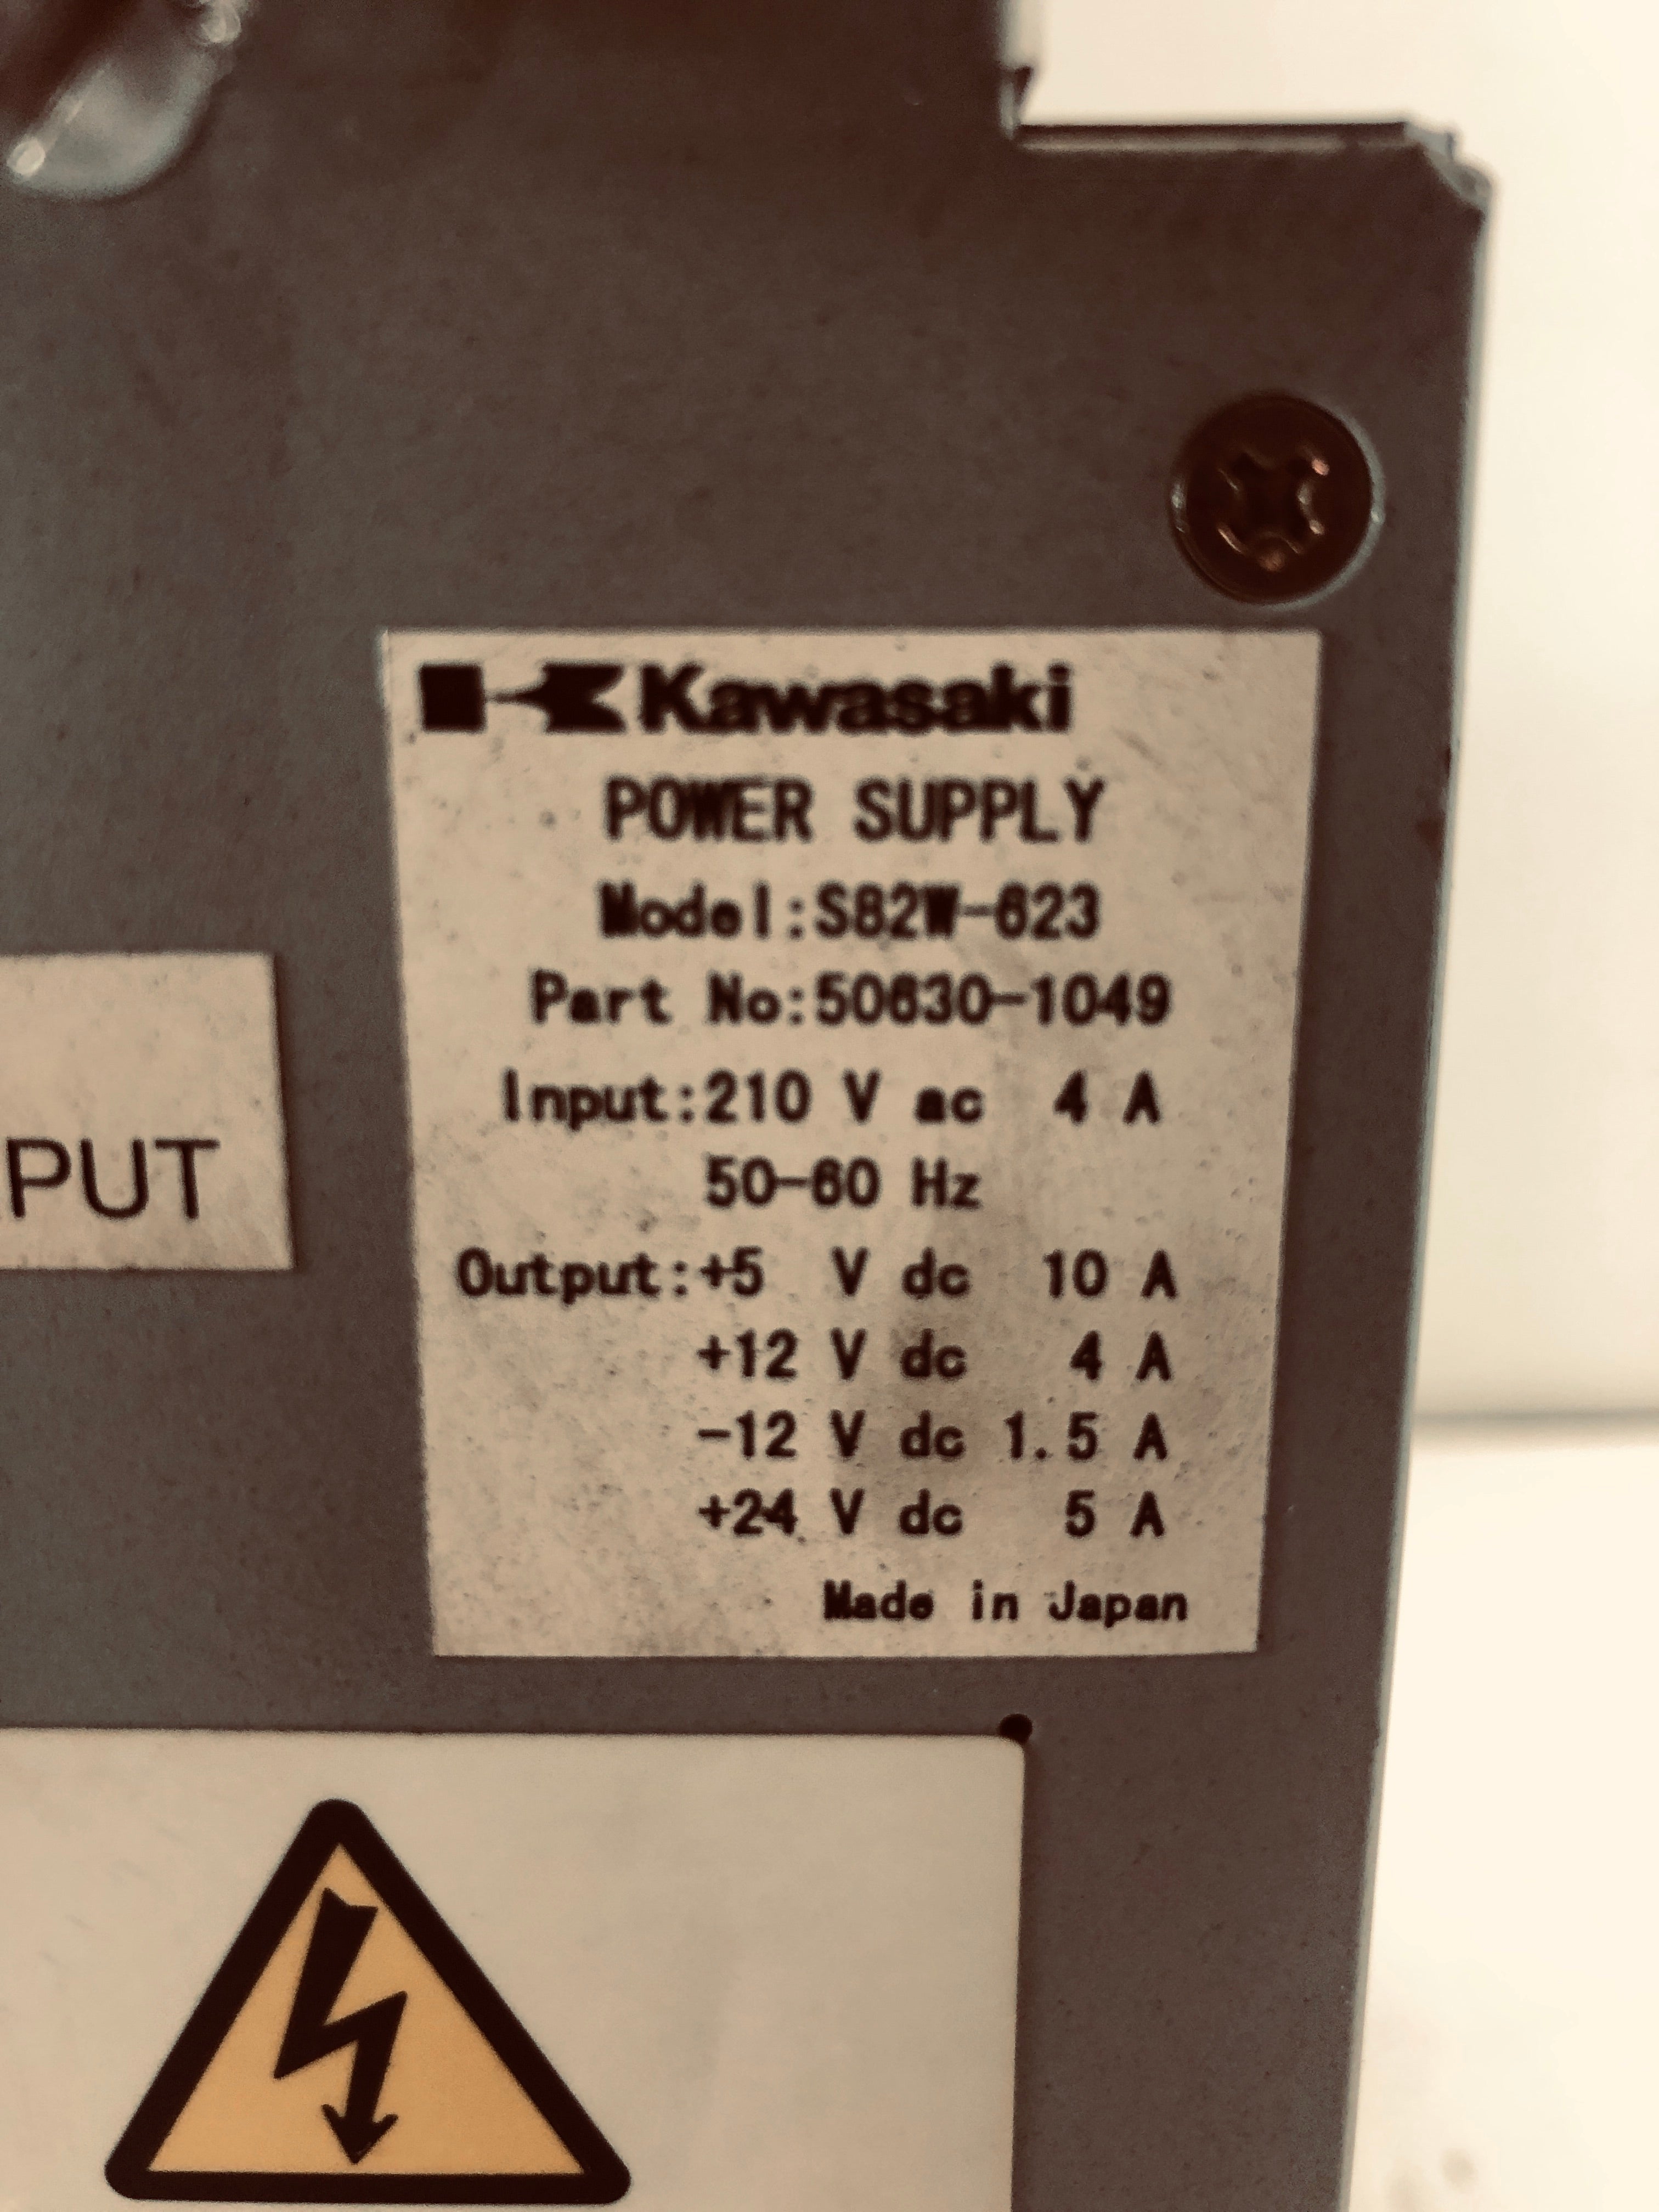 Kawasaki
POWER SUPPLY
Model:S82W-623
Part No:50630-1049
Input:210 V ac 4 A
50-60 Hz
PUT
Output:+5 V dc 10 A
+12 V dc 4 A
-12 V dc 1.5 A
+24 V dc 5 A
Made in Japan